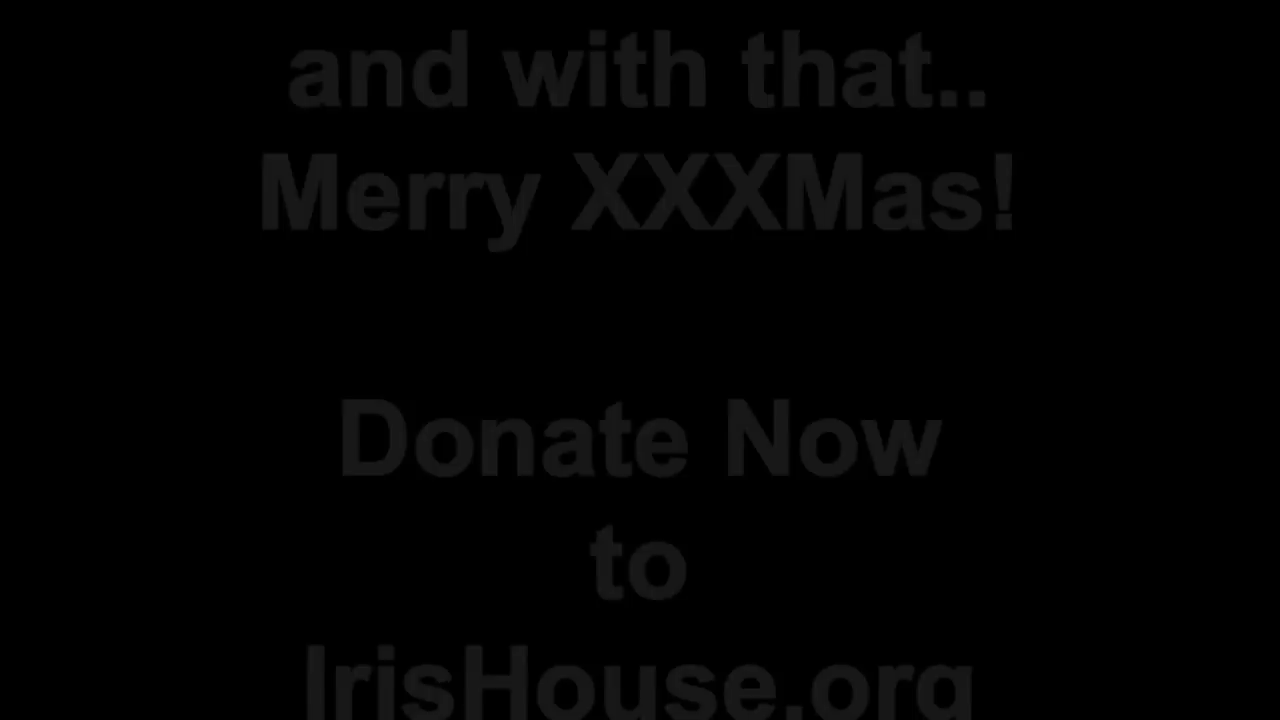 and with that..
Merry XXXMas!
Donate Now
to
IrisHouse.org